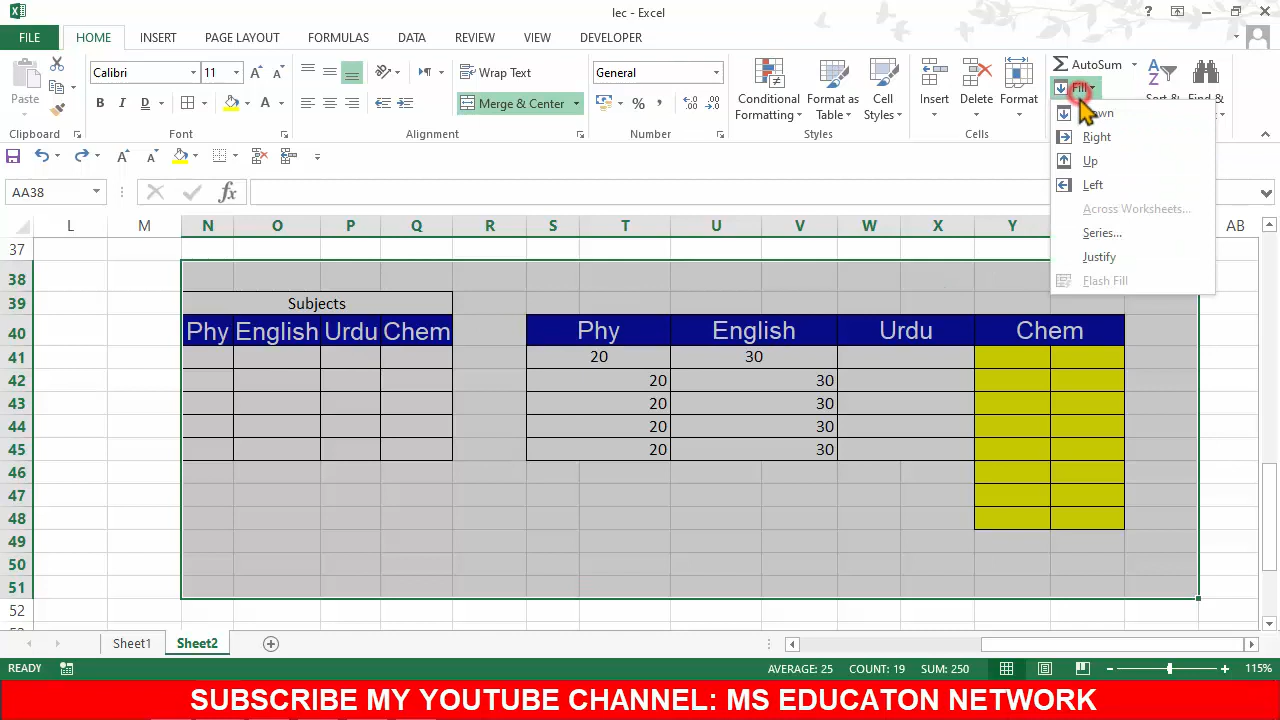 lec - Excel
?
FILE HOME INSERT PAGE LAYOUT FORMULAS DATA REVIEW VIEW DEVELOPER
Paste
Calibri 11 A A
B I D A
Wrap Text
Merge & Center
General
% , .0 .00
Conditional Formatting
Format as Table
Cell Styles
Insert Delete Format
AutoSum
Fill
Clipboard Font Alignment Number Styles Cells
Down
Right
Up
Left
Across Worksheets...
Series...
Justify
Flash Fill
AA38 fx
L M N O P Q R S T U V W X Y AB
37
38
39 Subjects
40 Phy English Urdu Chem Phy English Urdu Chem
41 20 30
42 20 30
43 20 30
44 20 30
45 20 30
46
47
48
49
50
51
52
Sheet1 Sheet2
READY AVERAGE: 25 COUNT: 19 SUM: 250 115%
SUBSCRIBE MY YOUTUBE CHANNEL: MS EDUCATON NETWORK